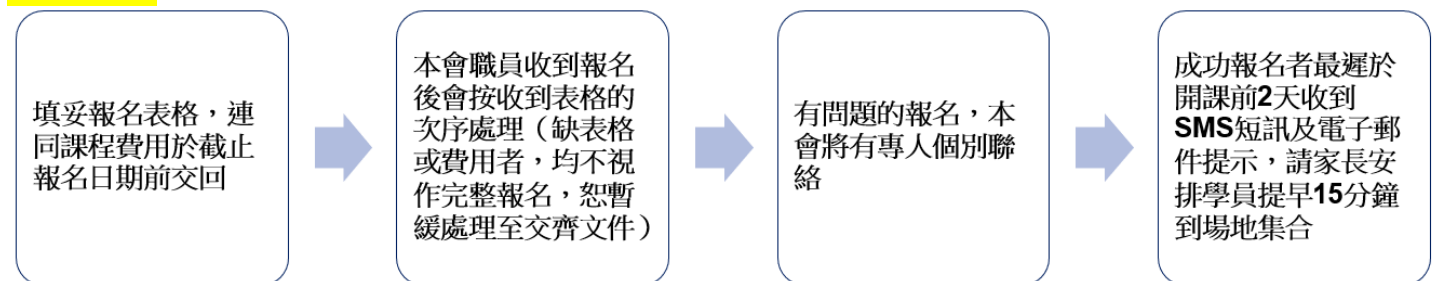 填妥報名表格，連
同課程費用於截止
報名日期前交回
本會職員收到報名
後會按收到表格的
次序處理（缺表格
或費用者，均不視
作完整報名，恕暫
緩處理至交齊文件）
有問題的報名，本
會將有專人個別聯
絡
成功報名者最遲於
開課前2天收到
SMS短訊及電子郵
件提示，請家長安
排學員提早15分鐘
到場地集合